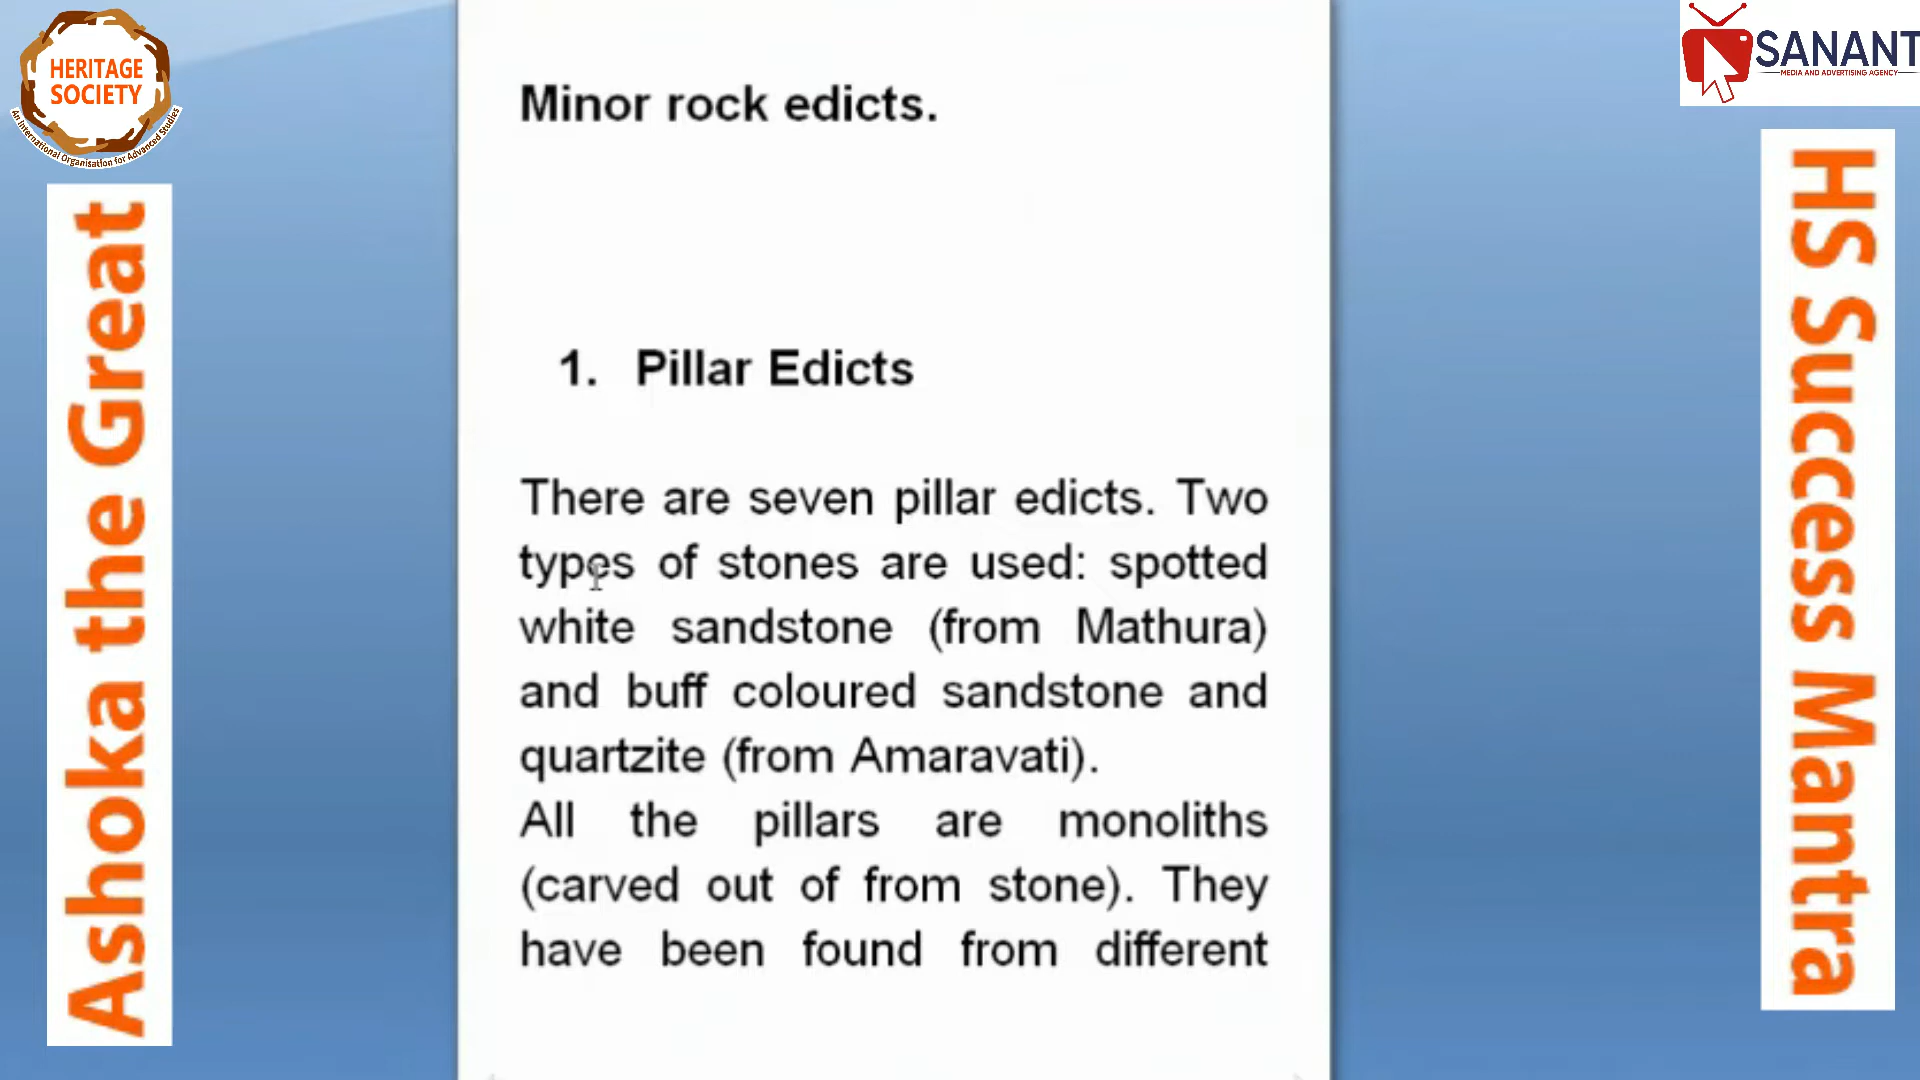 HERITAGE
SOCIETY
An International Organisation for Advanced Studies
Ashoka the Great
Minor rock edicts.
1. Pillar Edicts
There are seven pillar edicts. Two
types of stones are used: spotted
white sandstone (from Mathura)
and buff coloured sandstone and
quartzite (from Amaravati).
All the pillars are monoliths
(carved out of from stone). They
have been found from different
SANANT
MEDIA AND ADVERTISING AGENCY
HS Success Mantra